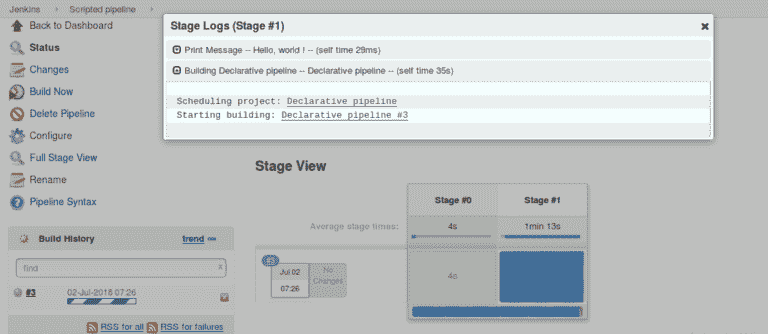 Jenkins > Scripted pipeline >
Back to Dashboard
Status
Changes
Build Now
Delete Pipeline
Configure
Full Stage View
Rename
Pipeline Syntax
Build History
trend
find x
#3 02-Jul-2018 07:26
RSS for all RSS for failures
Stage Logs (Stage #1)
Print Message -- Hello, world ! -- (self time 29ms)
Building Declarative pipeline -- Declarative pipeline -- (self time 35s)
Scheduling project: Declarative pipeline
Starting building: Declarative pipeline #3
Stage View
Stage #0 Stage #1
Average stage times: 4s 1min 13s
#3
Jul 02
07:26
No
Changes
4s